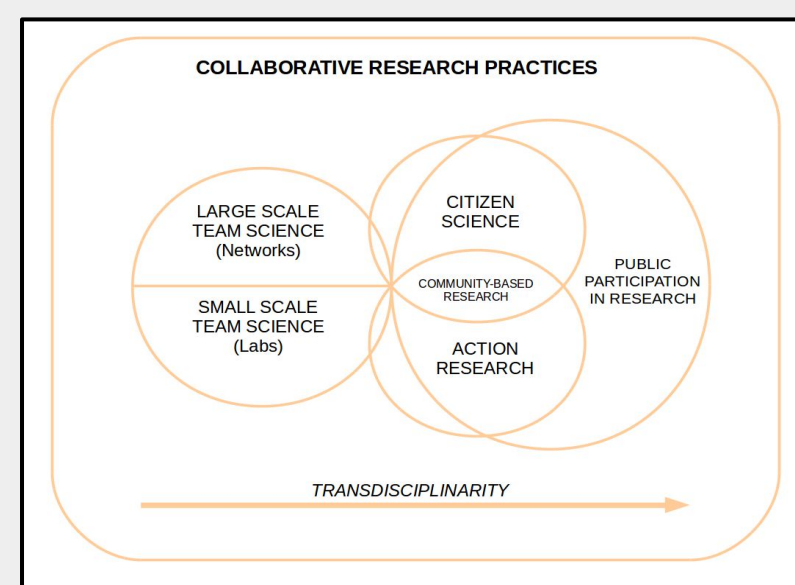 COLLABORATIVE RESEARCH PRACTICES
LARGE SCALE
TEAM SCIENCE
(Networks)
SMALL SCALE
TEAM SCIENCE
(Labs)
CITIZEN
SCIENCE
COMMUNITY-BASED
RESEARCH
ACTION
RESEARCH
PUBLIC
PARTICIPATION
IN RESEARCH
TRANSDISCIPLINARITY